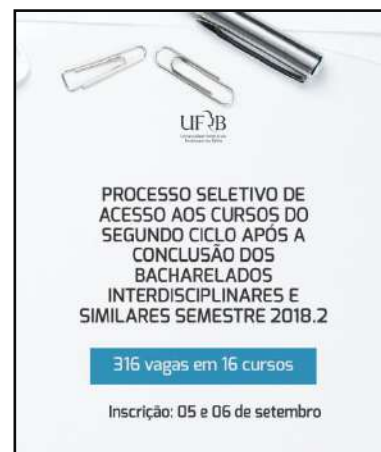 UFRB
PROCESSO SELETIVO DE
ACESSO AOS CURSOS DO
SEGUNDO CICLO APÓS A
CONCLUSÃO DOS
BACHARELADOS
INTERDISCIPLINARES E
SIMILARES SEMESTRE 2018.2
316 vagas em 16 cursos
Inscrição: 05 e 06 de setembro